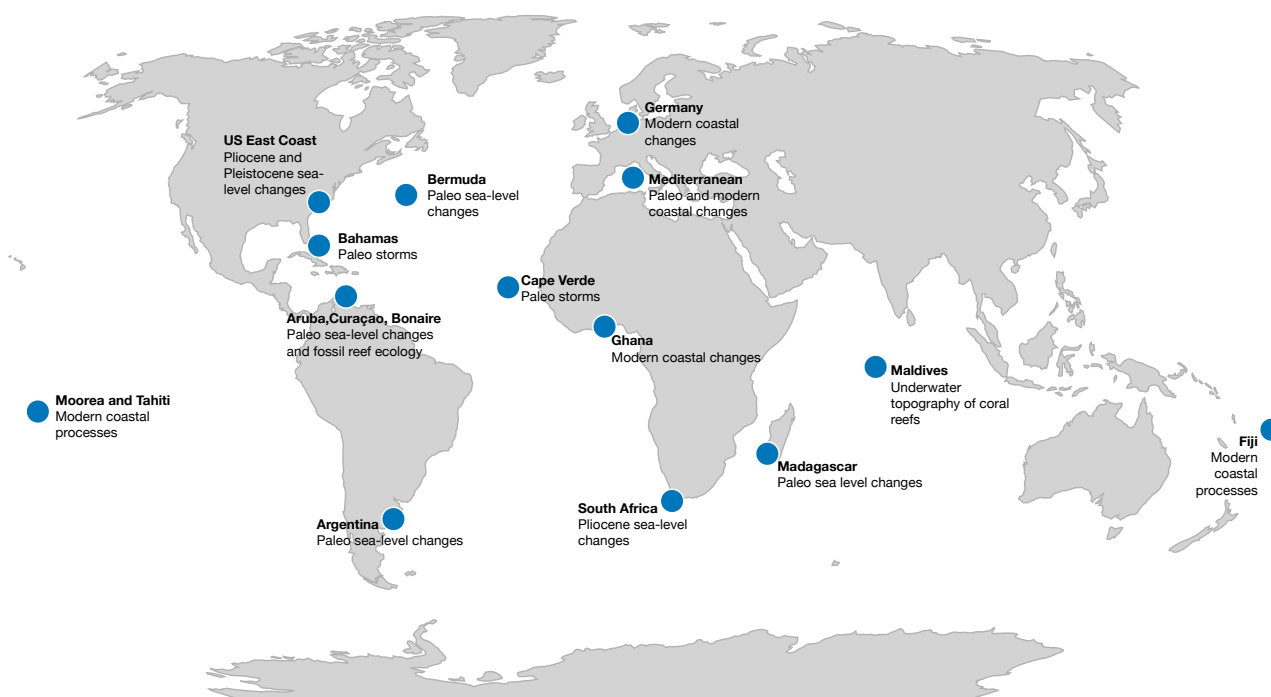 Germany
Modern coastal
changes
US East Coast
Pliocene and
Pleistocene sea-
level changes
Bermuda
Paleo sea-level
changes
Mediterranean
Paleo and modern
coastal changes
Bahamas
Paleo storms
Cape Verde
Paleo storms
Aruba,Curaçao, Bonaire
Paleo sea-level changes
and fossil reef ecology
Ghana
Modern coastal changes
Maldives
Underwater
topography of coral
reefs
Moorea and Tahiti
Modern coastal
processes
Fiji
Modern
coastal
processes
Madagascar
Paleo sea level changes
South Africa
Pliocene sea-level
changes
Argentina
Paleo sea-level changes